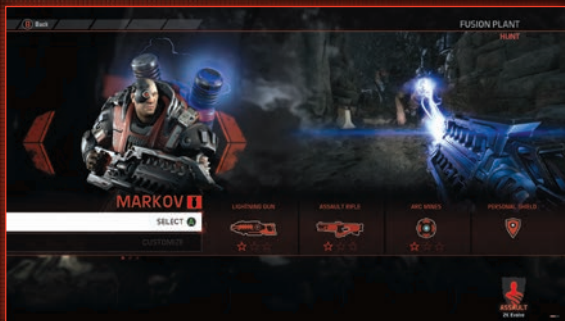 Back
FUSION PLANT
HUNT
MARKOV
SELECT
CUSTOMIZE
LIGHTNING GUN
ASSAULT RIFLE
ARC MINES
PERSONAL SHIELD
ASSAULT